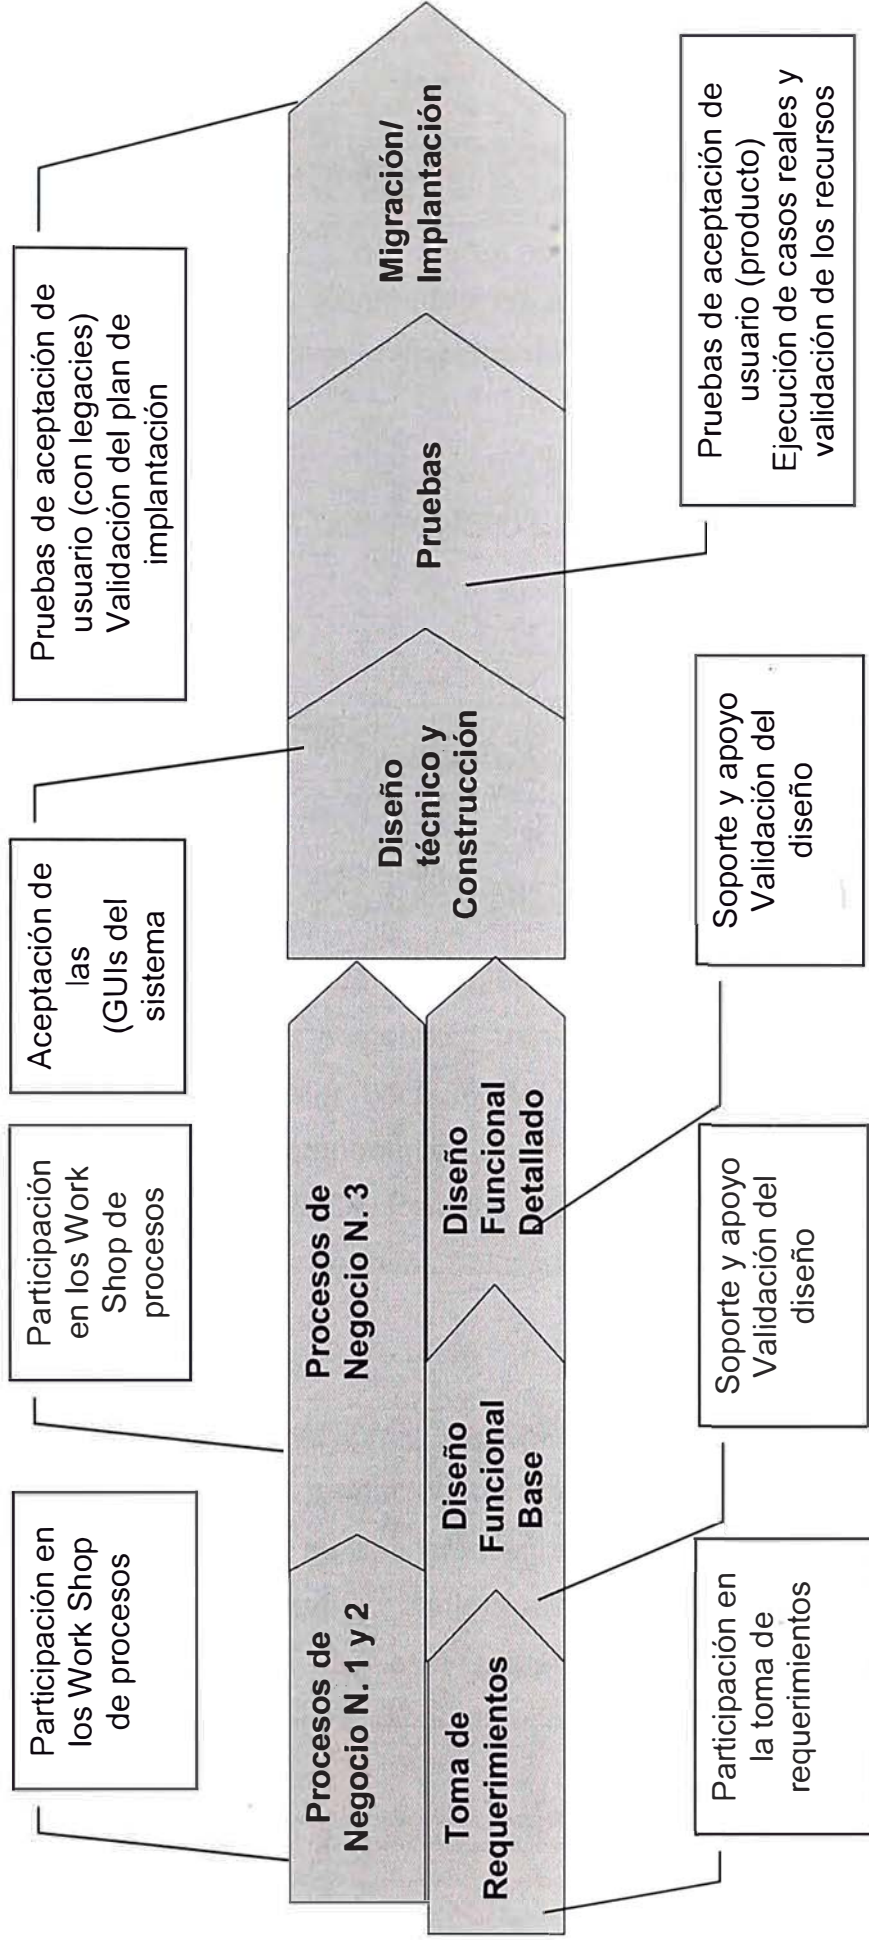 Participación en
los Work Shop
de procesos
Participación
en los Work
Shop de
procesos
Aceptación de
las
(GUIs del
sistema
Pruebas de aceptación de
usuario (con legacies)
Validación del plan de
implantación
Procesos de
Negocio N. 1 y 2
Procesos de
Negocio N. 3
Toma de
Requerimientos
Diseño
Funcional
Base
Diseño
Funcional
Detallado
Diseño
técnico y
Construcción
Pruebas
Migración/
Implantación
Participación en
la toma de
requerimientos
Soporte y apoyo
Validación del
diseño
Soporte y apoyo
Validación del
diseño
Pruebas de aceptación de
usuario (producto)
Ejecución de casos reales y
validación de los recursos